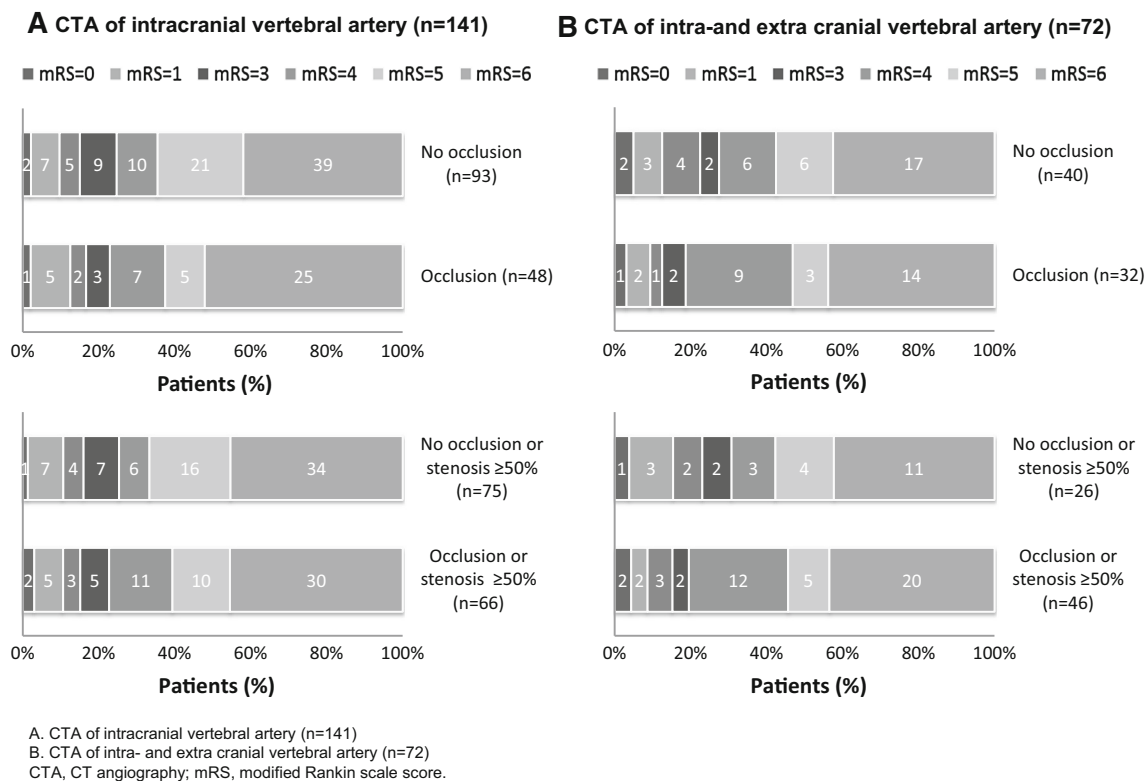 A CTA of intracranial vertebral artery (n=141)
mRS=0 mRS=1 mRS=3 mRS=4 mRS=5 mRS=6
2 7 5 9 10 21 39
No occlusion
(n=93)
1 5 2 3 7 5 25
Occlusion (n=48)
0% 20% 40% 60% 80% 100%
Patients (%)
1 7 4 7 6 16 34
No occlusion or
stenosis ≥50%
(n=75)
2 5 3 5 11 10 30
Occlusion or
stenosis ≥50%
(n=66)
0% 20% 40% 60% 80% 100%
Patients (%)
B CTA of intra-and extra cranial vertebral artery (n=72)
mRS=0 mRS=1 mRS=3 mRS=4 mRS=5 mRS=6
2 3 4 2 6 6 17
No occlusion
(n=40)
1 2 1 2 9 3 14
Occlusion (n=32)
0% 20% 40% 60% 80% 100%
Patients (%)
1 3 2 2 3 4 11
No occlusion or
stenosis ≥50%
(n=26)
2 2 3 2 12 5 20
Occlusion or
stenosis ≥50%
(n=46)
0% 20% 40% 60% 80% 100%
Patients (%)
A. CTA of intracranial vertebral artery (n=141)
B. CTA of intra- and extra cranial vertebral artery (n=72)
CTA, CT angiography; mRS, modified Rankin scale score.